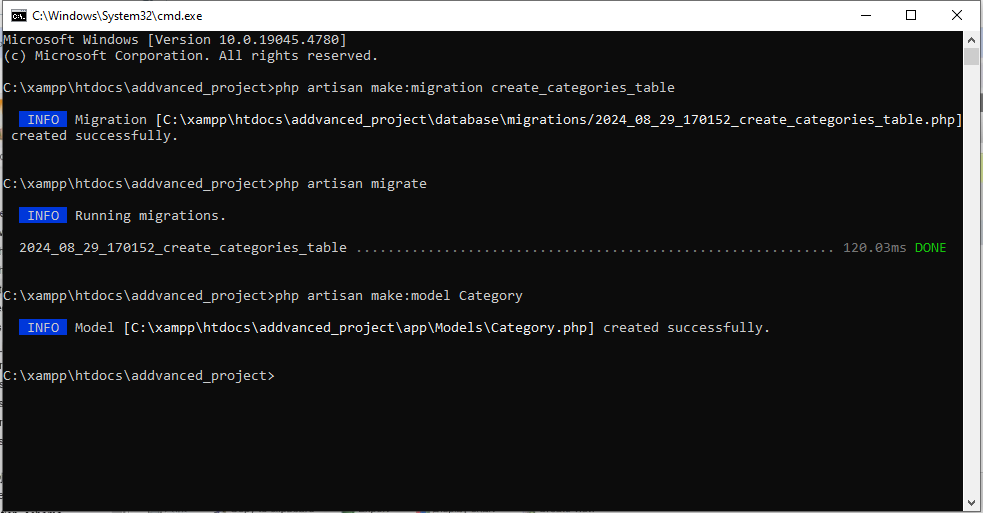 C:\Windows\System32\cmd.exe
Microsoft Windows [Version 10.0.19045.4780]
(c) Microsoft Corporation. All rights reserved.
C:\xampp\htdocs\addvanced_project>php artisan make:migration create_categories_table
INFO Migration [C:\xampp\htdocs\addvanced_project\database\migrations/2024_08_29_170152_create_categories_table.php]
created successfully.
C:\xampp\htdocs\addvanced_project>php artisan migrate
INFO Running migrations.
2024_08_29_170152_create_categories_table ............................................................ 120.03ms DONE
C:\xampp\htdocs\addvanced_project>php artisan make:model Category
INFO Model [C:\xampp\htdocs\addvanced_project\app\Models\Category.php] created successfully.
C:\xampp\htdocs\addvanced_project>